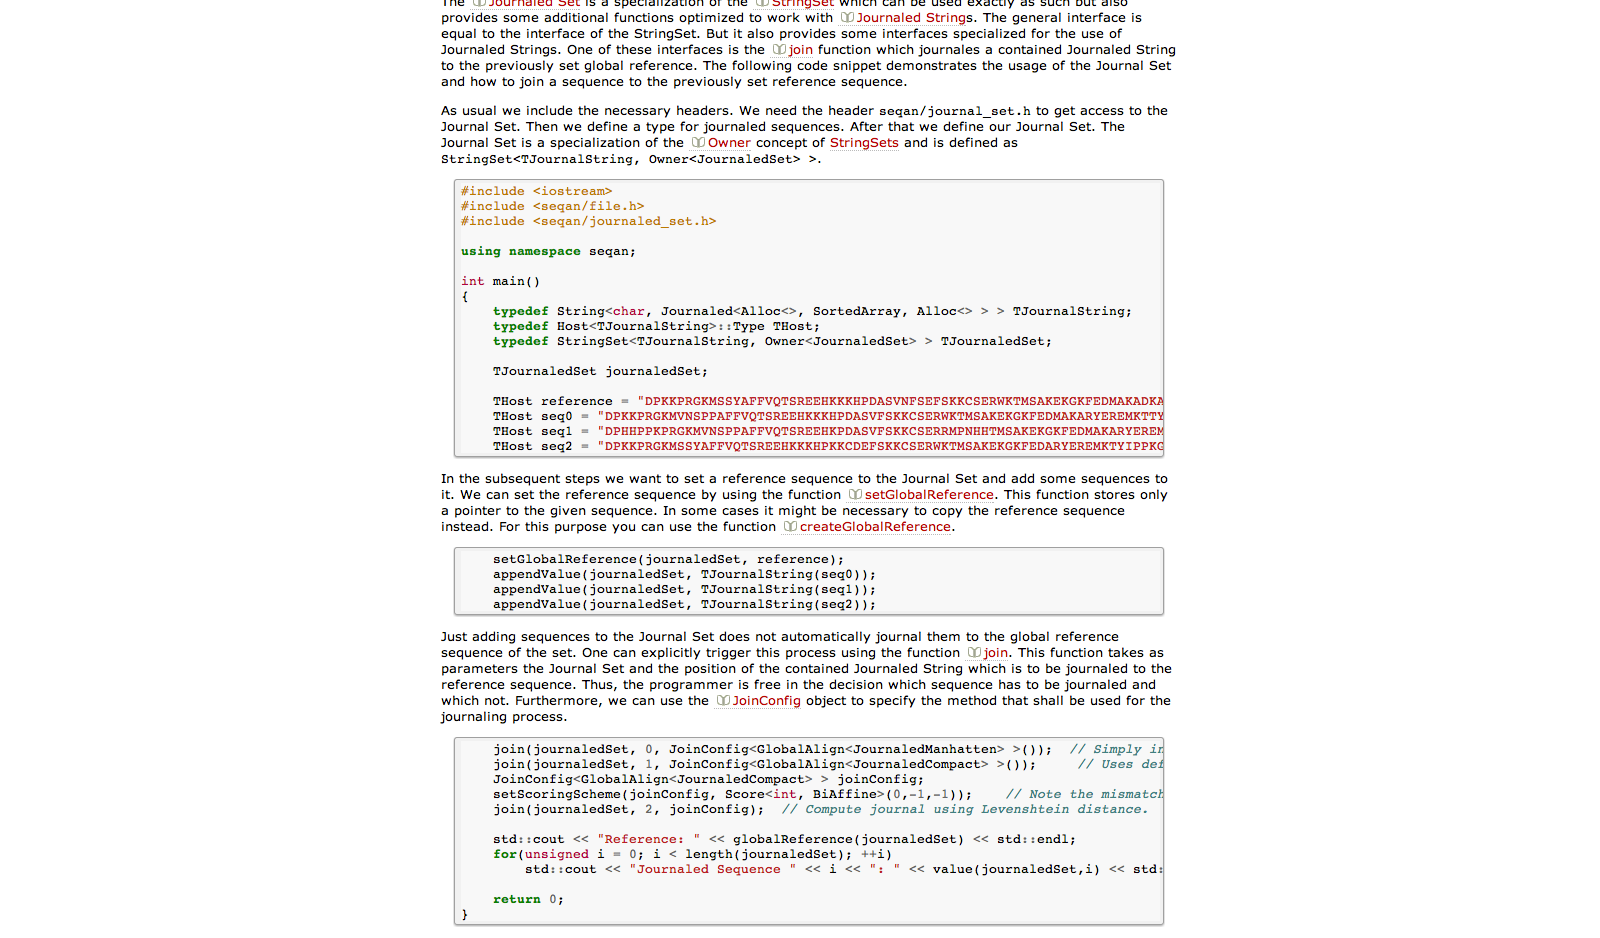 The Journaled Set is a specialization of the StringSet which can be used exactly as such but also
provides some additional functions optimized to work with Journaled Strings. The general interface is
equal to the interface of the StringSet. But it also provides some interfaces specialized for the use of
Journaled Strings. One of these interfaces is the join function which journales a contained Journaled String
to the previously set global reference. The following code snippet demonstrates the usage of the Journal Set
and how to join a sequence to the previously set reference sequence.
As usual we include the necessary headers. We need the header seqan/journal_set.h to get access to the
Journal Set. Then we define a type for journaled sequences. After that we define our Journal Set. The
Journal Set is a specialization of the Owner concept of StringSets and is defined as
StringSet<TJournalString, Owner<JournaledSet> >.
#include <iostream>
#include <seqan/file.h>
#include <seqan/journaled_set.h>
using namespace seqan;
int main()
{
typedef String<char, Journaled<Alloc<>, SortedArray, Alloc<> > > TJournalString;
typedef Host<TJournalString>::Type THost;
typedef StringSet<TJournalString, Owner<JournaledSet> > TJournaledSet;
TJournaledSet journaledSet;
THost reference = "DPKKPRGKMSSYAFFVQTSREEHKKKHPDASVNFSEFSKKCSERWKTMSAKEKGKFEDMAKADKA
THost seq0 = "DPKKPRGKMVNSPPAFFVQTSREEHKKKHPDASVFSKKCSERWKTMSAKEKGKFEDMAKARYEREMKTTY
THost seq1 = "DPHHPPKPRGKMVNSPPAFFVQTSREEHKPDASVFSKKCSERRMPNHHTMSAKEKGKFEDMAKARYEREM
THost seq2 = "DPKKPRGKMSSYAFFVQTSREEHKKKHPKKCDEFSKKCSERWKTMSAKEKGKFEDARYEREMKTYIPPKG
In the subsequent steps we want to set a reference sequence to the Journal Set and add some sequences to
it. We can set the reference sequence by using the function setGlobalReference. This function stores only
a pointer to the given sequence. In some cases it might be necessary to copy the reference sequence
instead. For this purpose you can use the function createGlobalReference.
setGlobalReference(journaledSet, reference);
appendValue(journaledSet, TJournalString(seq0));
appendValue(journaledSet, TJournalString(seq1));
appendValue(journaledSet, TJournalString(seq2));
Just adding sequences to the Journal Set does not automatically journal them to the global reference
sequence of the set. One can explicitly trigger this process using the function join. This function takes as
parameters the Journal Set and the position of the contained Journaled String which is to be journaled to the
reference sequence. Thus, the programmer is free in the decision which sequence has to be journaled and
which not. Furthermore, we can use the JoinConfig object to specify the method that shall be used for the
journaling process.
join(journaledSet, 0, JoinConfig<GlobalAlign<JournaledManhatten> >()); // Simply in
join(journaledSet, 1, JoinConfig<GlobalAlign<JournaledCompact> >()); // Uses def
JoinConfig<GlobalAlign<JournaledCompact> > joinConfig;
setScoringScheme(joinConfig, Score<int, BiAffine>(0,-1,-1)); // Note the mismatch
join(journaledSet, 2, joinConfig); // Compute journal using Levenshtein distance.
std::cout << "Reference: " << globalReference(journaledSet) << std::endl;
for(unsigned i = 0; i < length(journaledSet); ++i)
std::cout << "Journaled Sequence " << i << ": " << value(journaledSet,i) << std:
return 0;
}